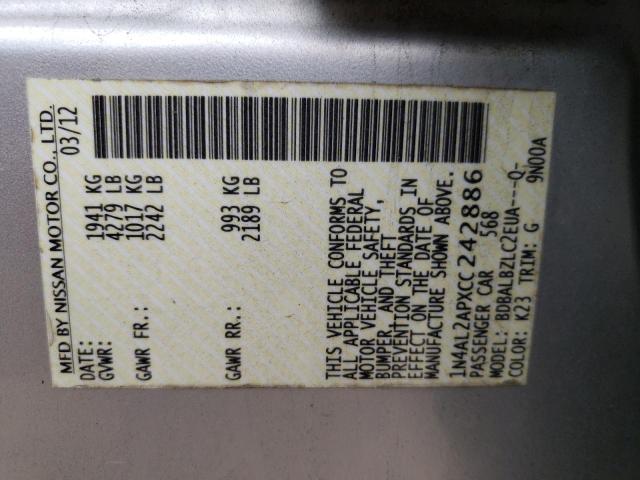 MFD BY NISSAN MOTOR CO., LTD.
DATE: 03/12
GVWR: 1941 KG
4279 LB
GAWR FR.: 1017 KG
2242 LB
GAWR RR.: 993 KG
2189 LB
THIS VEHICLE CONFORMS TO
ALL APPLICABLE FEDERAL
MOTOR VEHICLE SAFETY,
BUMPER, AND THEFT
PREVENTION STANDARDS IN
EFFECT ON THE DATE OF
MANUFACTURE SHOWN ABOVE.
1N4AL2APXCC242886
PASSENGER CAR 568
MODEL: BDBALBZLC2EUA---Q-
COLOR: K23 TRIM: G 9N00A